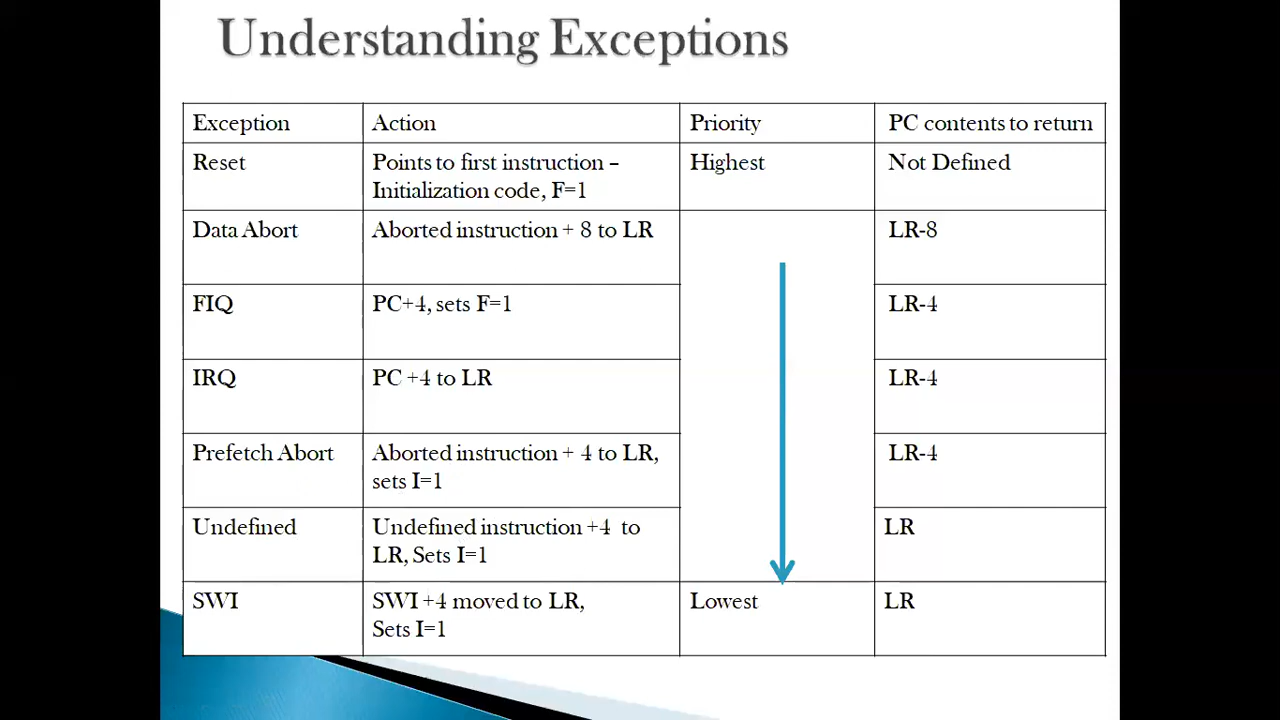 Understanding Exceptions
Exception Action Priority PC contents to return
Reset Points to first instruction – Highest Not Defined
Initialization code, F=1
Data Abort Aborted instruction + 8 to LR LR-8
FIQ PC+4, sets F=1 LR-4
IRQ PC +4 to LR LR-4
Prefetch Abort Aborted instruction + 4 to LR, LR-4
sets I=1
Undefined Undefined instruction +4 to LR
LR, Sets I=1
SWI SWI +4 moved to LR, Lowest LR
Sets I=1